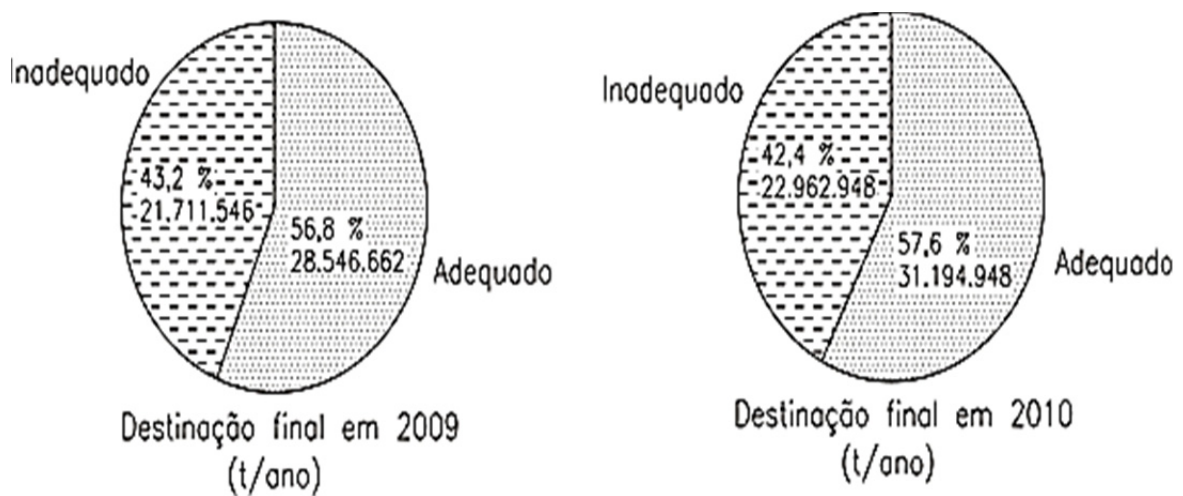 Inadequado
43,2 %
21.711.546
56,8 %
28.546.662
Adequado
Destinação final em 2009
(t/ano)
Inadequado
42,4 %
22.962.948
57,6 %
31.194.948
Adequado
Destinação final em 2010
(t/ano)